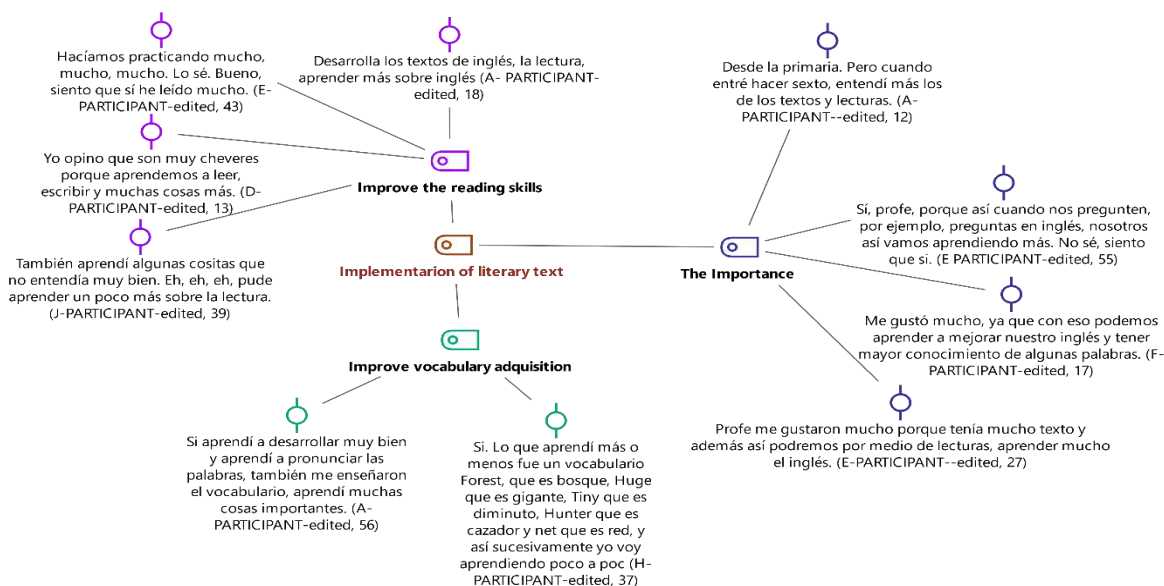 Hacíamos practicando mucho,
mucho, mucho. Lo sé. Bueno,
siento que sí he leído mucho. (E-
PARTICIPANT-edited, 43)
Desarrolla los textos de inglés, la lectura,
aprender más sobre inglés (A- PARTICIPANT-
edited, 18)
Yo opino que son muy cheveres
porque aprendemos a leer,
escribir y muchas cosas más. (D-
PARTICIPANT-edited, 13)
También aprendí algunas cositas que
no entendía muy bien. Eh, eh, eh, pude
aprender un poco más sobre la lectura.
(J-PARTICIPANT-edited, 39)
Improve the reading skills
Implementarion of literary text
Improve vocabulary adquisition
Si aprendí a desarrollar muy bien
y aprendí a pronunciar las
palabras, también me enseñaron
el vocabulario, aprendí muchas
cosas importantes. (A-
PARTICIPANT-edited, 56)
Si. Lo que aprendí más o
menos fue un vocabulario
Forest, que es bosque, Huge
que es gigante, Tiny que es
diminuto, Hunter que es
cazador y net que es red, y
así sucesivamente yo voy
aprendiendo poco a poc (H-
PARTICIPANT-edited, 37)
Desde la primaria. Pero cuando
entré hacer sexto, entendí más los
de los textos y lecturas. (A-
PARTICIPANT--edited, 12)
The Importance
Sí, profe, porque así cuando nos pregunten,
por ejemplo, preguntas en inglés, nosotros
así vamos aprendiendo más. No sé, siento
que si. (E PARTICIPANT-edited, 55)
Me gustó mucho, ya que con eso podemos
aprender a mejorar nuestro inglés y tener
mayor conocimiento de algunas palabras. (F-
PARTICIPANT-edited, 17)
Profe me gustaron mucho porque tenía mucho texto y
además así podremos por medio de lecturas, aprender mucho
el inglés. (E-PARTICIPANT--edited, 27)